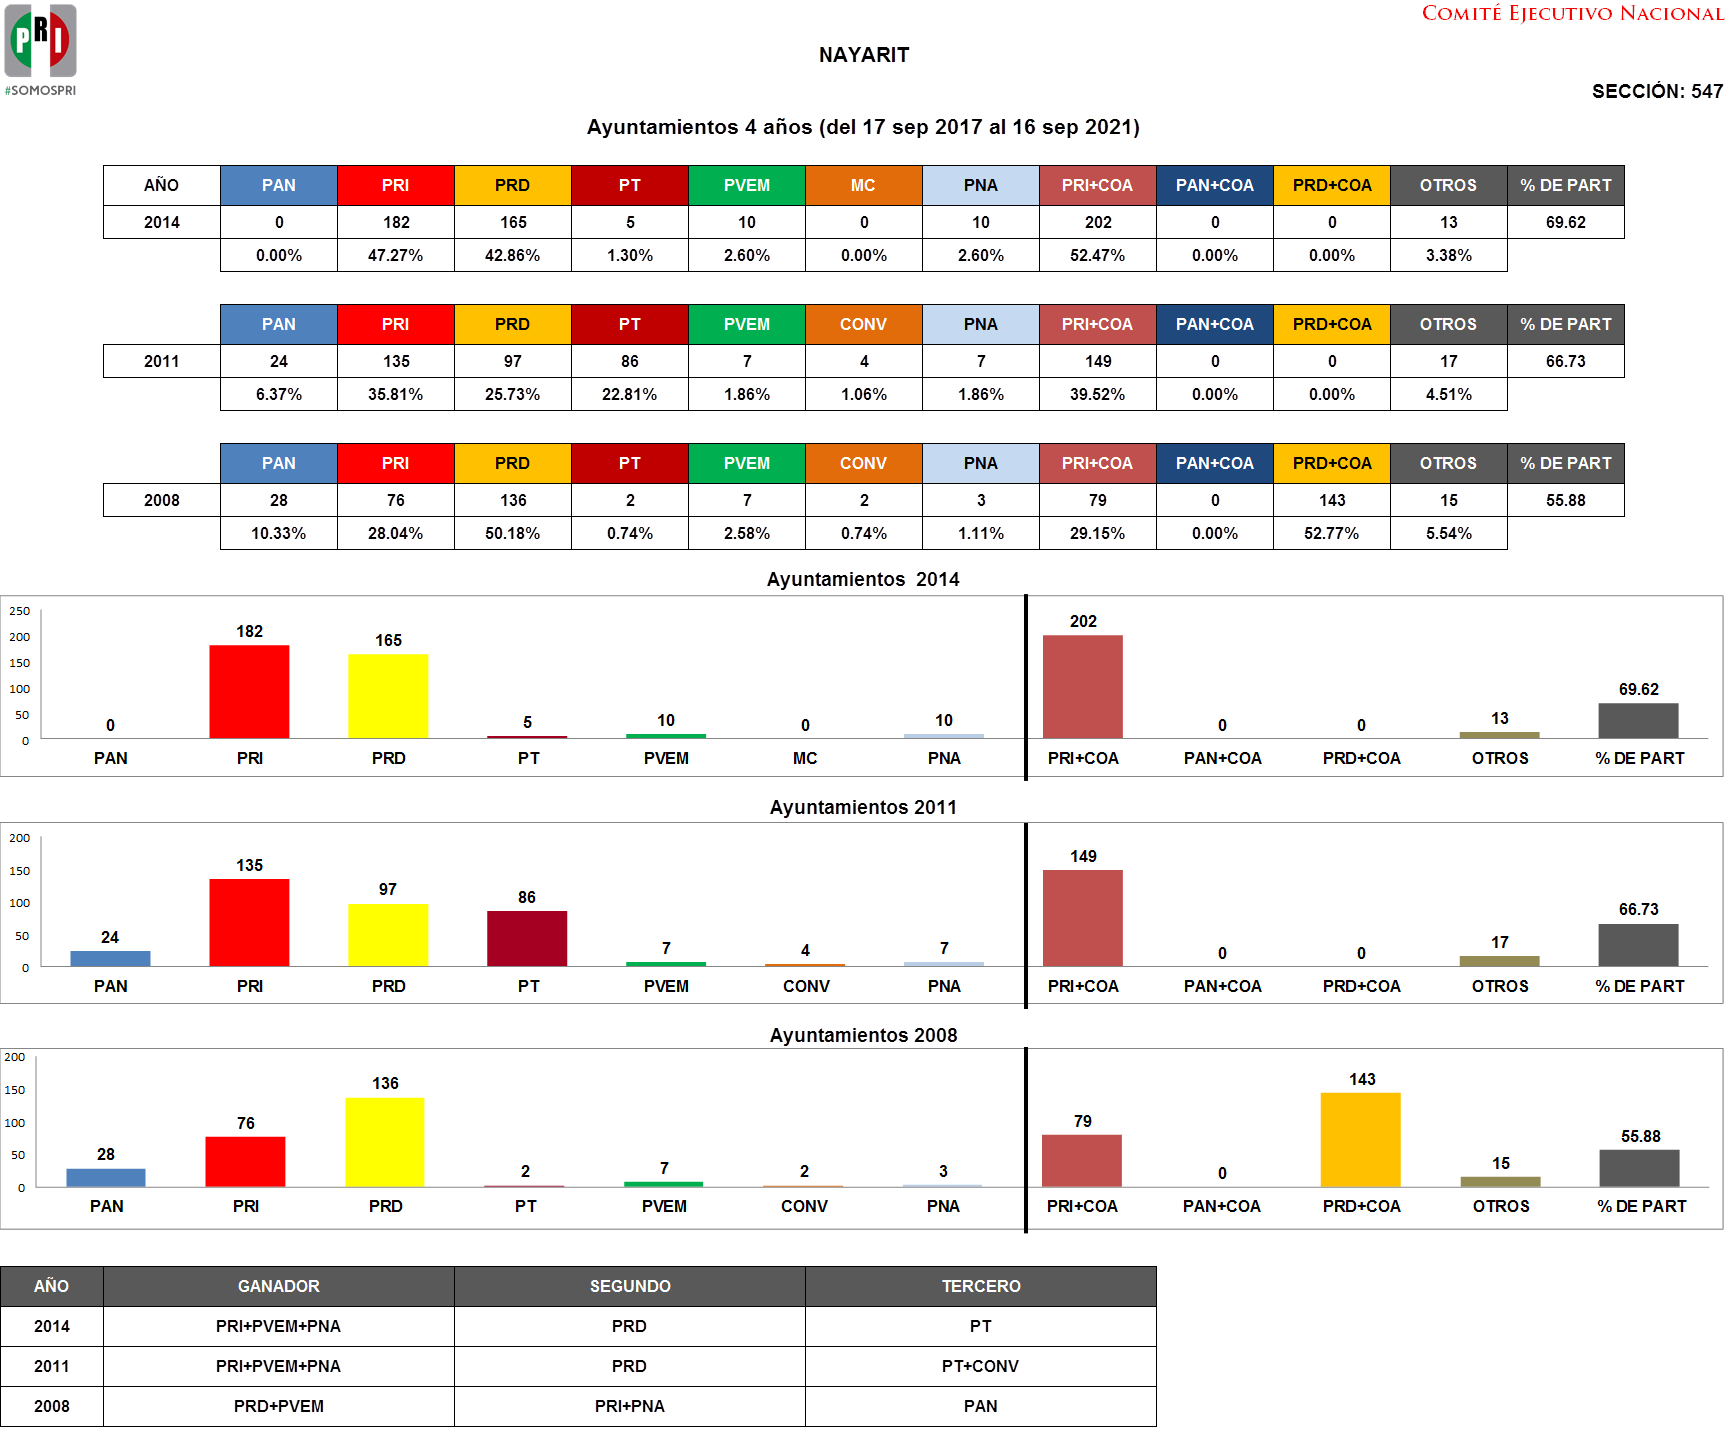 COMITÉ EJECUTIVO NACIONAL
PRI
#SOMOSPRI
NAYARIT
SECCIÓN: 547
Ayuntamientos 4 años (del 17 sep 2017 al 16 sep 2021)
AÑO PAN PRI PRD PT PVEM MC PNA PRI+COA PAN+COA PRD+COA OTROS % DE PART
2014 0 182 165 5 10 0 10 202 0 0 13 69.62
0.00% 47.27% 42.86% 1.30% 2.60% 0.00% 2.60% 52.47% 0.00% 0.00% 3.38%
PAN PRI PRD PT PVEM CONV PNA PRI+COA PAN+COA PRD+COA OTROS % DE PART
2011 24 135 97 86 7 4 7 149 0 0 17 66.73
6.37% 35.81% 25.73% 22.81% 1.86% 1.06% 1.86% 39.52% 0.00% 0.00% 4.51%
PAN PRI PRD PT PVEM CONV PNA PRI+COA PAN+COA PRD+COA OTROS % DE PART
2008 28 76 136 2 7 2 3 79 0 143 15 55.88
10.33% 28.04% 50.18% 0.74% 2.58% 0.74% 1.11% 29.15% 0.00% 52.77% 5.54%
Ayuntamientos 2014
250
200
150
100
50
0
0 182 165 5 10 0 10 202 0 0 13 69.62
PAN PRI PRD PT PVEM MC PNA PRI+COA PAN+COA PRD+COA OTROS % DE PART
Ayuntamientos 2011
200
150
100
50
0
24 135 97 86 7 4 7 149 0 0 17 66.73
PAN PRI PRD PT PVEM CONV PNA PRI+COA PAN+COA PRD+COA OTROS % DE PART
Ayuntamientos 2008
200
150
100
50
0
28 76 136 2 7 2 3 79 0 143 15 55.88
PAN PRI PRD PT PVEM CONV PNA PRI+COA PAN+COA PRD+COA OTROS % DE PART
AÑO GANADOR SEGUNDO TERCERO
2014 PRI+PVEM+PNA PRD PT
2011 PRI+PVEM+PNA PRD PT+CONV
2008 PRD+PVEM PRI+PNA PAN